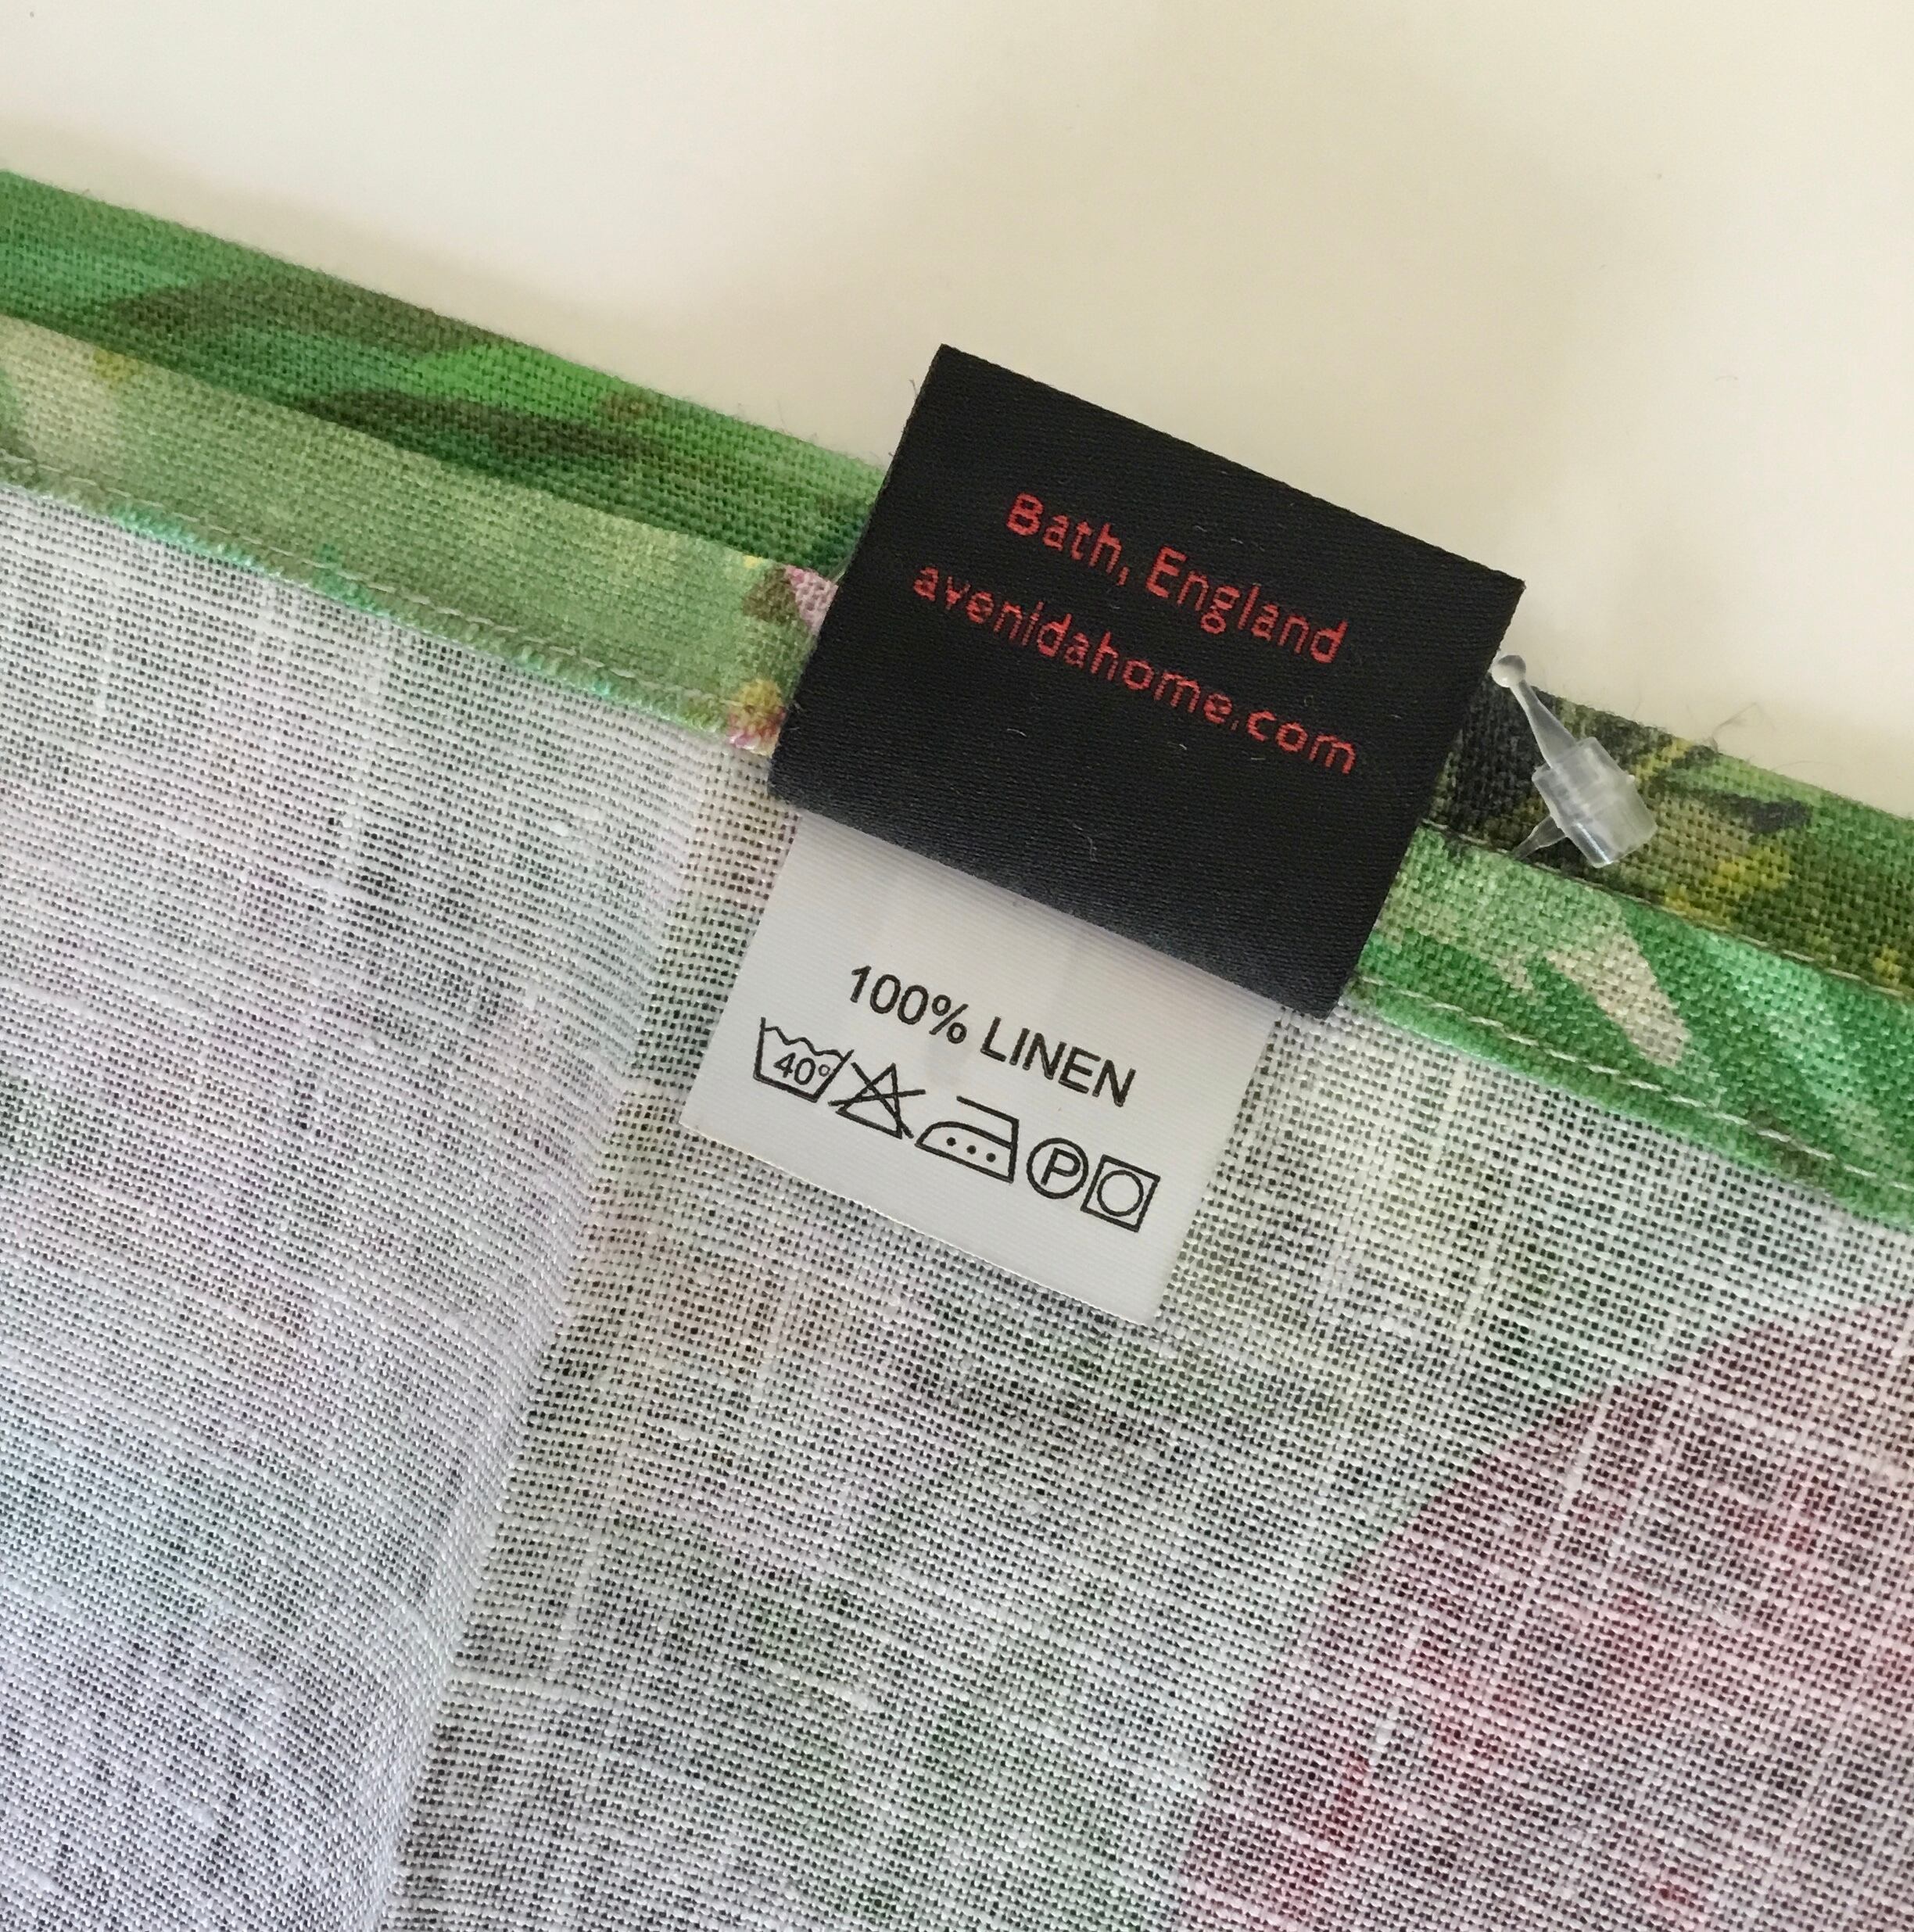 Bath, England
avenidahome.com
100% LINEN
40° P